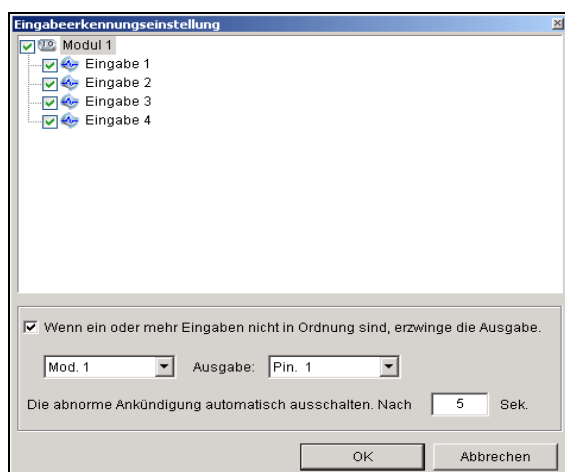 Eingabeerkennungseinstellung
Modul 1
Eingabe 1
Eingabe 2
Eingabe 3
Eingabe 4
Wenn ein oder mehr Eingaben nicht in Ordnung sind, erzwinge die Ausgabe.
Mod. 1 Ausgabe: Pin. 1
Die abnorme Ankündigung automatisch ausschalten. Nach 5 Sek.
OK Abbrechen